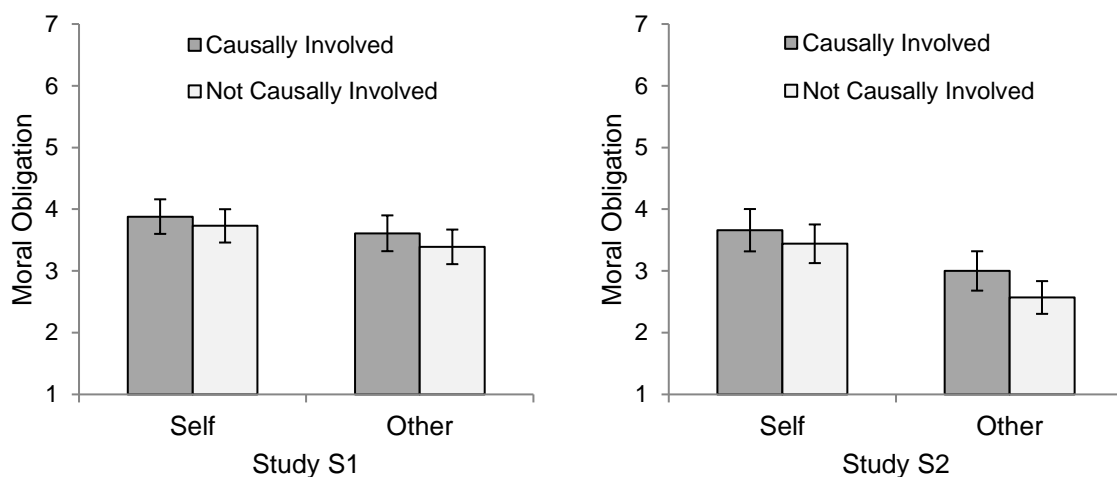 Moral Obligation
7
6
5
4
3
2
1
Causally Involved
Not Causally Involved
Self
Other
Study S1
Moral Obligation
7
6
5
4
3
2
1
Causally Involved
Not Causally Involved
Self
Other
Study S2